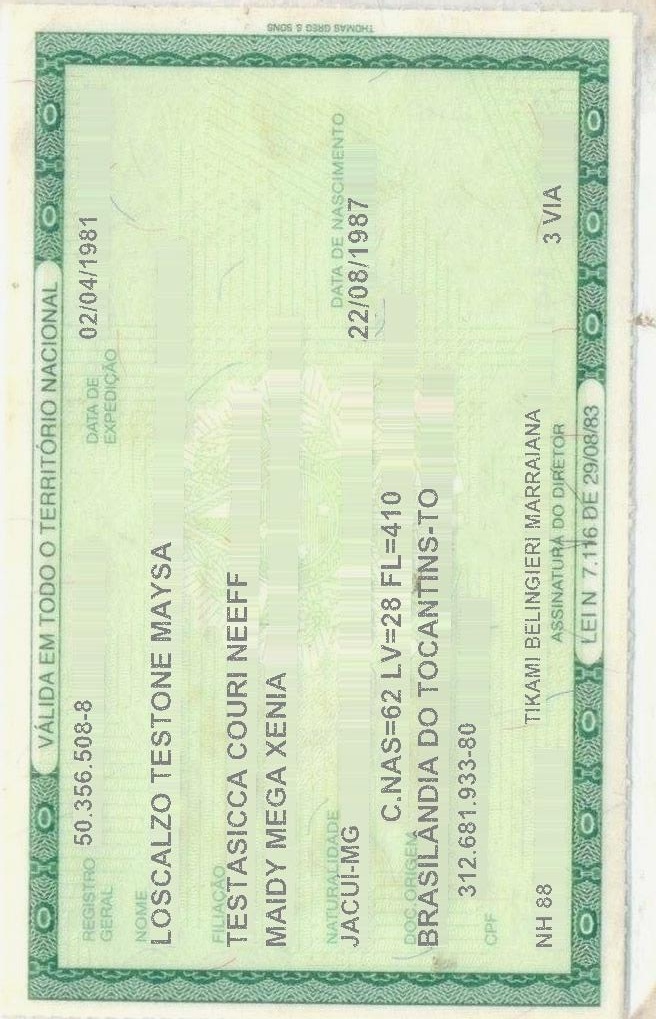 VÁLIDA EM TODO O TERRITÓRIO NACIONAL
REGISTRO GERAL 50.356.508-8 DATA DE EXPEDIÇÃO 02/04/1981
NOME
LOSCALZO TESTONE MAYSA
FILIAÇÃO
TESTASICCA COURI NEEFF
MAIDY MEGA XENIA
NATURALIDADE DATA DE NASCIMENTO
JACUI-MG 22/08/1987
DOC ORIGEM C.NAS=62 LV=28 FL=410
BRASILÂNDIA DO TOCANTINS-TO
CPF 312.681.933-80
NH 88 TIKAMI BELINGIERI MARRAIANA 3 VIA
ASSINATURA DO DIRETOR
LEI N 7.116 DE 29/08/83
THOMAS GREG & SONS